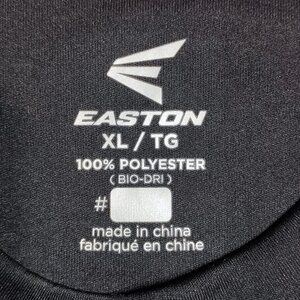 EASTON
XL / TG
100% POLYESTER
( BIO-DRI )
#
made in china
fabriqué en chine